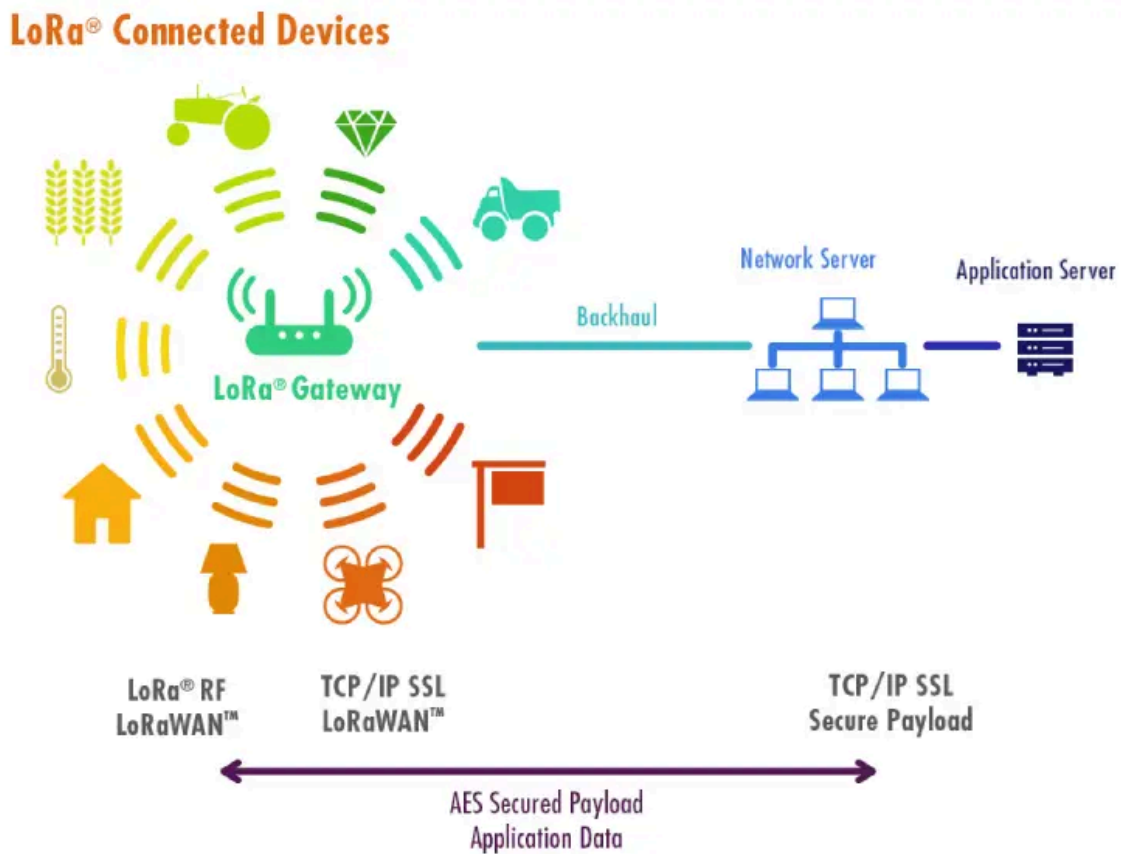 LoRa® Connected Devices
Network Server
Application Server
Backhaul
LoRa® Gateway
LoRa® RF
LoRaWAN™
TCP/IP SSL
LoRaWAN™
TCP/IP SSL
Secure Payload
AES Secured Payload
Application Data